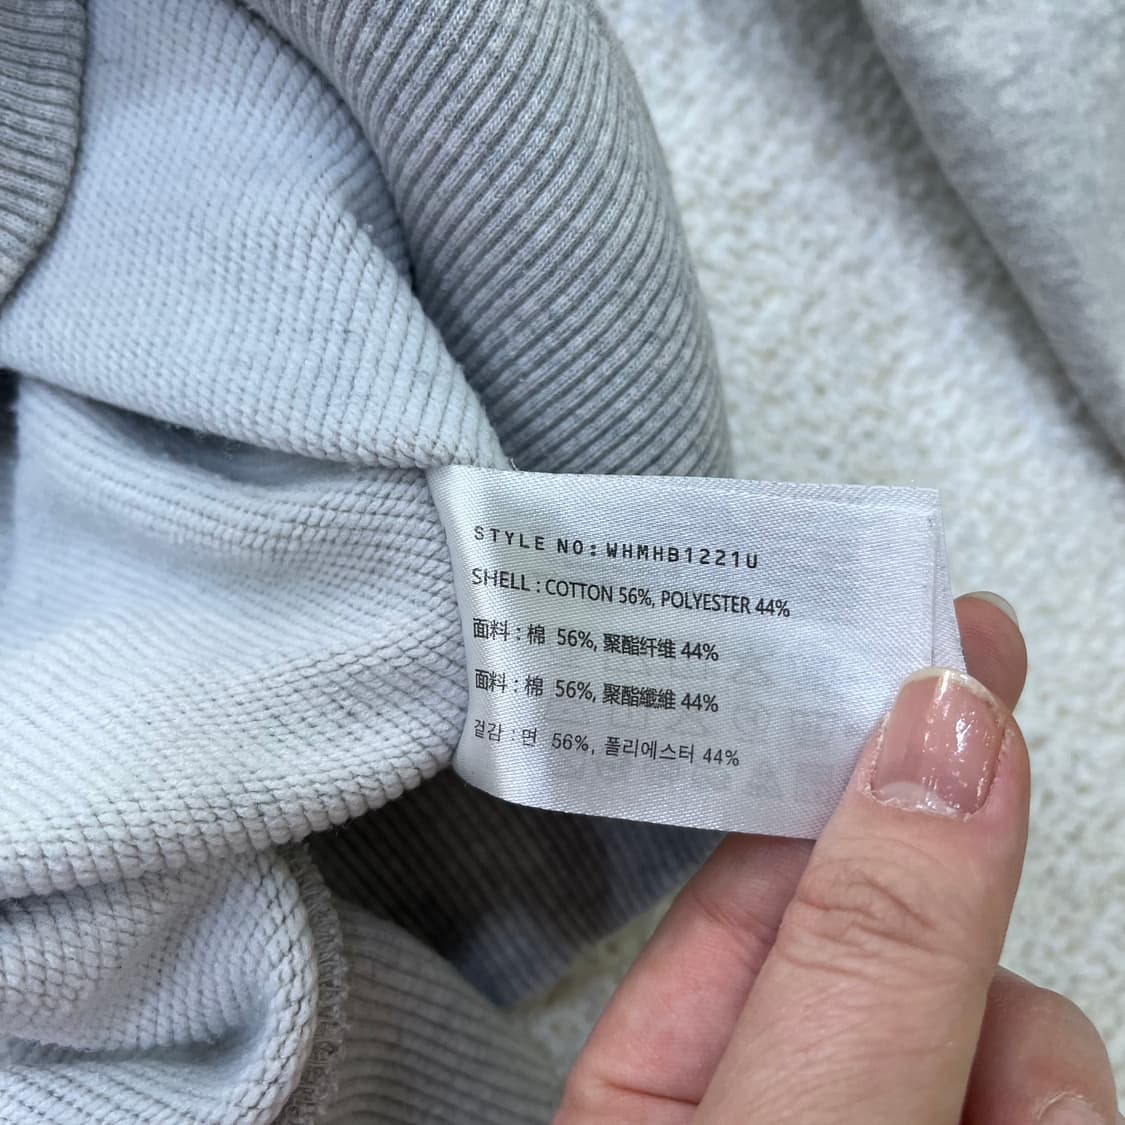 STYLE NO: WHMHB1221U
SHELL : COTTON 56%, POLYESTER 44%
面料 : 棉 56%, 聚酯纤维 44%
面料 : 棉 56%, 聚酯纖維 44%
겉감 : 면 56%, 폴리에스터 44%